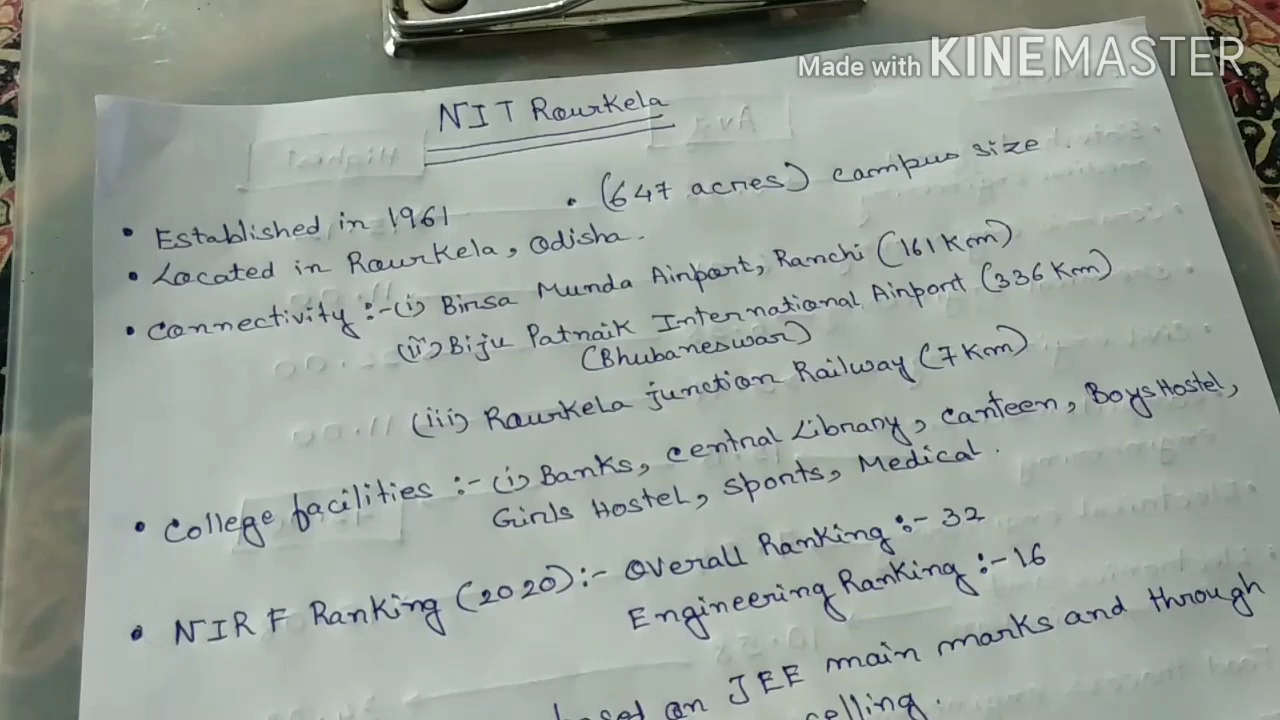 Made with KINEMASTER
NIT Rourkela
• (647 acres) campus size
• Established in 1961
• Located in Rourkela, Odisha.
• Connectivity :- (i) Birsa Munda Airport, Ranchi (161 Km)
(ii) Biju Patnaik International Airport (336 Km)
(Bhubaneswar)
(iii) Rourkela junction Railway (7 Km)
• College facilities :- (i) Banks, central Library, canteen, Boys Hostel,
Girls Hostel, sports, Medical.
• NIRF Ranking (2020) :- Overall Ranking :- 32
Engineering Ranking :- 16
based on JEE main marks and through